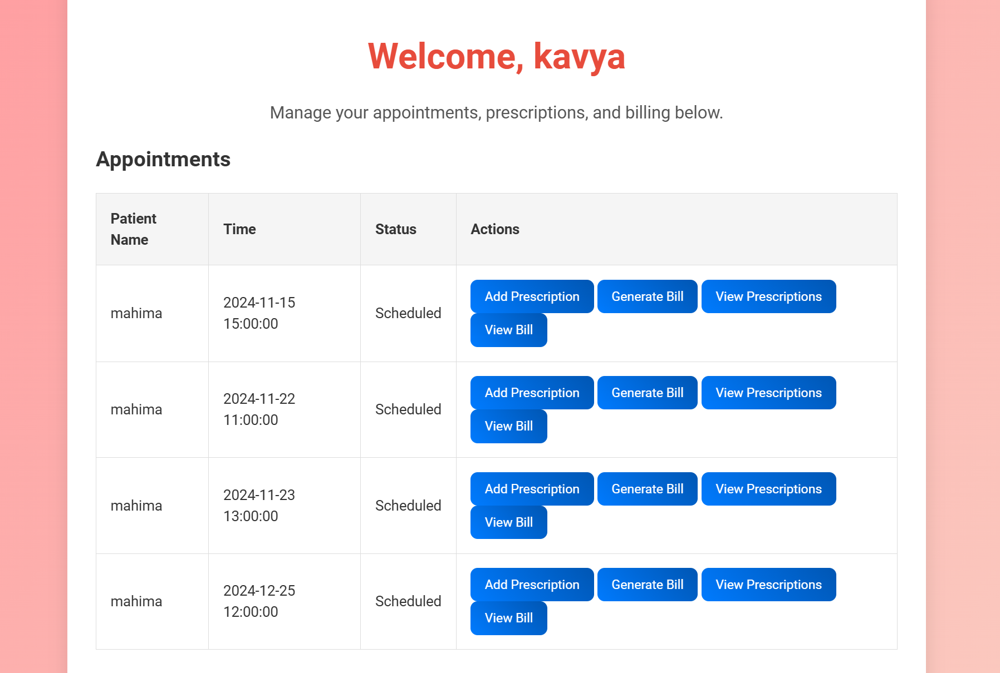 Welcome, kavya
Manage your appointments, prescriptions, and billing below.
Appointments
Patient
Name
Time
Status
Actions
mahima
2024-11-15
15:00:00
Scheduled
Add Prescription
Generate Bill
View Prescriptions
View Bill
mahima
2024-11-22
11:00:00
Scheduled
Add Prescription
Generate Bill
View Prescriptions
View Bill
mahima
2024-11-23
13:00:00
Scheduled
Add Prescription
Generate Bill
View Prescriptions
View Bill
mahima
2024-12-25
12:00:00
Scheduled
Add Prescription
Generate Bill
View Prescriptions
View Bill